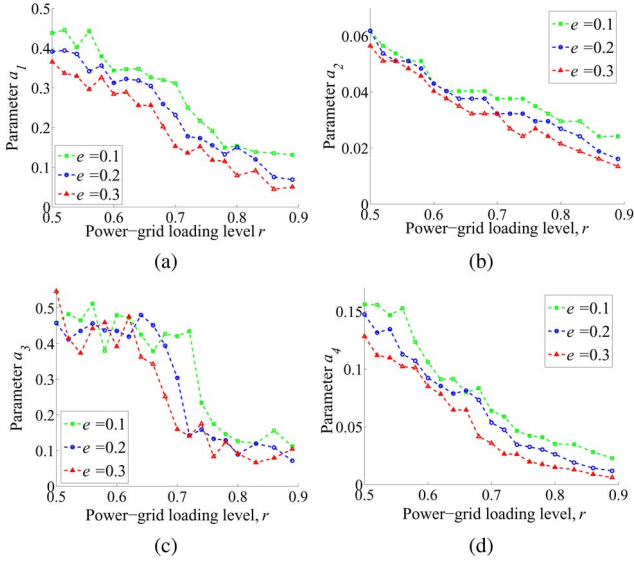 0.5
0.4
0.3
0.2
0.1
0
Parameter a1
e =0.1
e =0.2
e =0.3
0.5 0.6 0.7 0.8 0.9
Power-grid loading level r
(a)
0.06
0.04
0.02
0
Parameter a2
e =0.1
e =0.2
e =0.3
0.5 0.6 0.7 0.8 0.9
Power-grid loading level, r
(b)
0.5
0.4
0.3
0.2
0.1
0
Parameter a3
e =0.1
e =0.2
e =0.3
0.5 0.6 0.7 0.8 0.9
Power-grid loading level, r
(c)
0.15
0.1
0.05
0
Parameter a4
e =0.1
e =0.2
e =0.3
0.5 0.6 0.7 0.8 0.9
Power-grid loading level, r
(d)